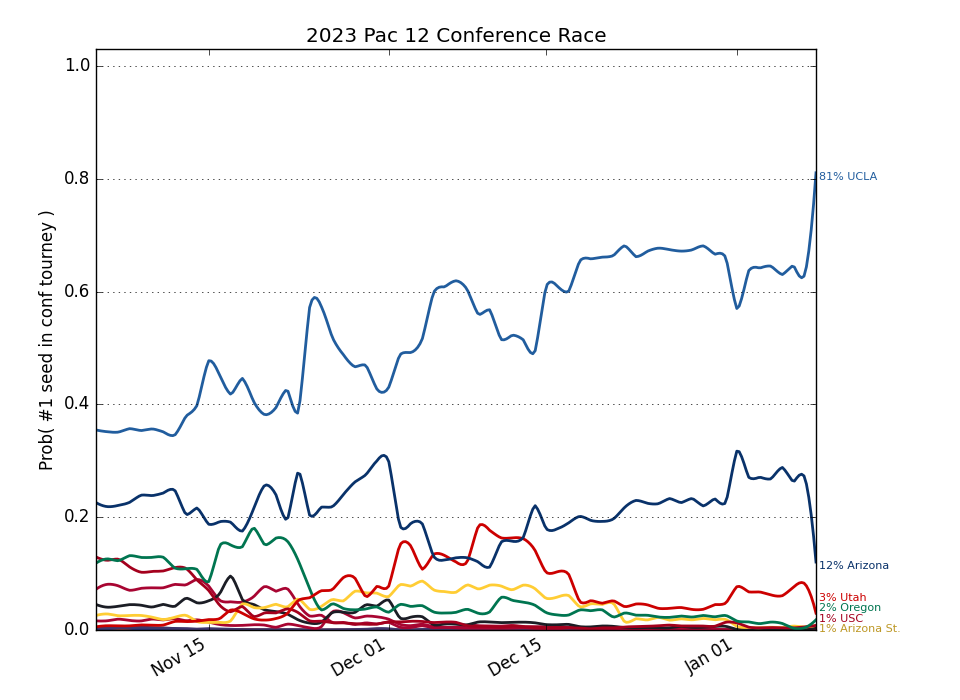 2023 Pac 12 Conference Race
Prob( #1 seed in conf tourney )
1.0
0.8
0.6
0.4
0.2
0.0
Nov 15
Dec 01
Dec 15
Jan 01
81% UCLA
12% Arizona
3% Utah
2% Oregon
1% USC
1% Arizona St.